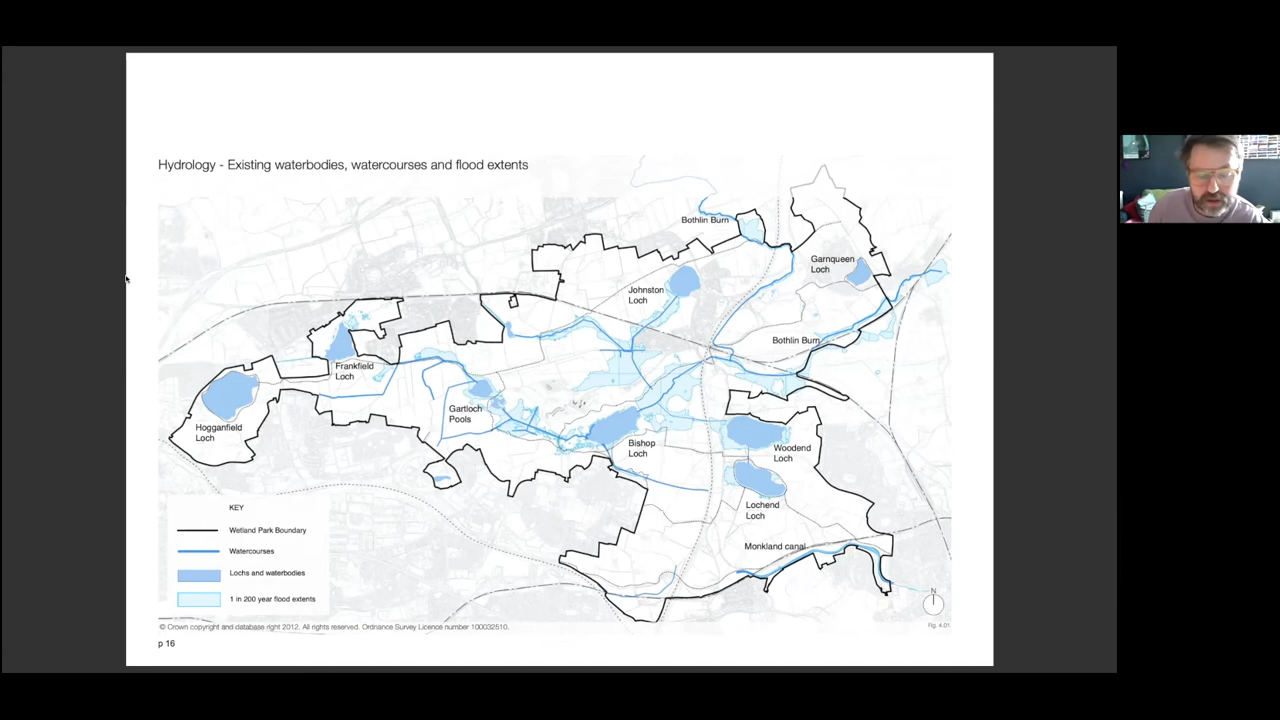 Hydrology - Existing waterbodies, watercourses and flood extents
Bothlin Burn
Garnqueen
Loch
Johnston
Loch
Bothlin Burn
Frankfield
Loch
Gartloch
Pools
Hogganfield
Loch
Bishop
Loch
Woodend
Loch
Lochend
Loch
Monkland canal
KEY
Wetland Park Boundary
Watercourses
Lochs and waterbodies
1 in 200 year flood extents
N
Fig. 4.01
© Crown copyright and database right 2012. All rights reserved. Ordnance Survey Licence number 100032510.
p 16